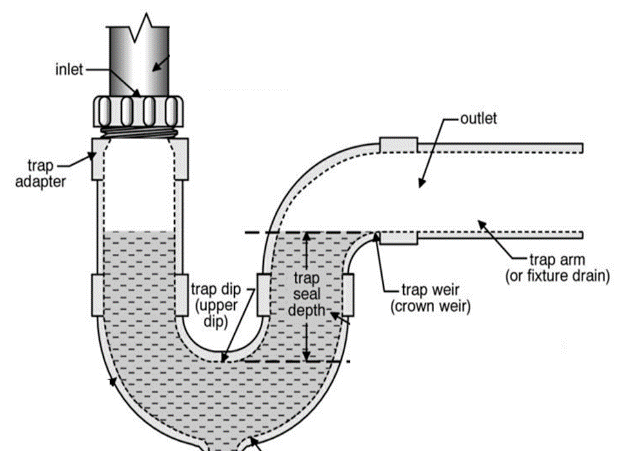 inlet
outlet
trap
adapter
trap dip
(upper
dip)
trap
seal
depth
trap weir
(crown weir)
trap arm
(or fixture drain)